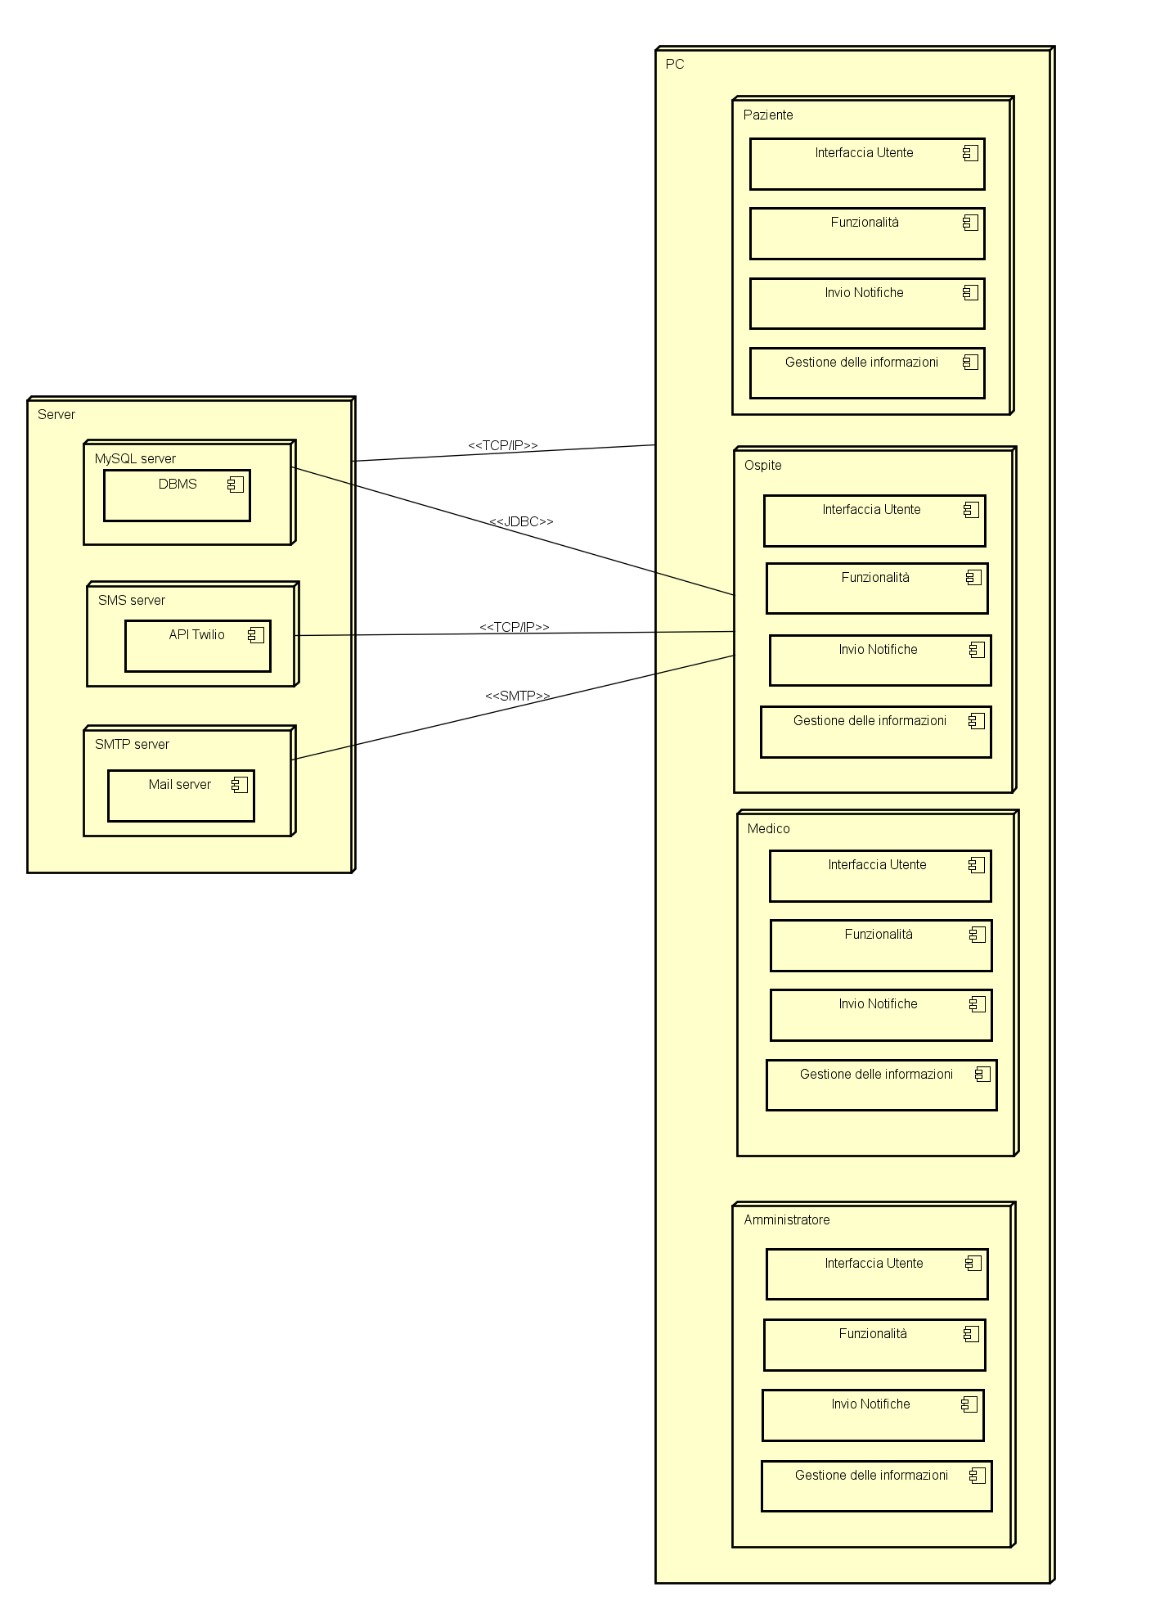 PC
Paziente
Interfaccia Utente
Funzionalità
Invio Notifiche
Gestione delle informazioni
Server
MySQL server
DBMS
SMS server
API Twilio
SMTP server
Mail server
<<TCP/IP>>
<<JDBC>>
<<TCP/IP>>
<<SMTP>>
Ospite
Interfaccia Utente
Funzionalità
Invio Notifiche
Gestione delle informazioni
Medico
Interfaccia Utente
Funzionalità
Invio Notifiche
Gestione delle informazioni
Amministratore
Interfaccia Utente
Funzionalità
Invio Notifiche
Gestione delle informazioni